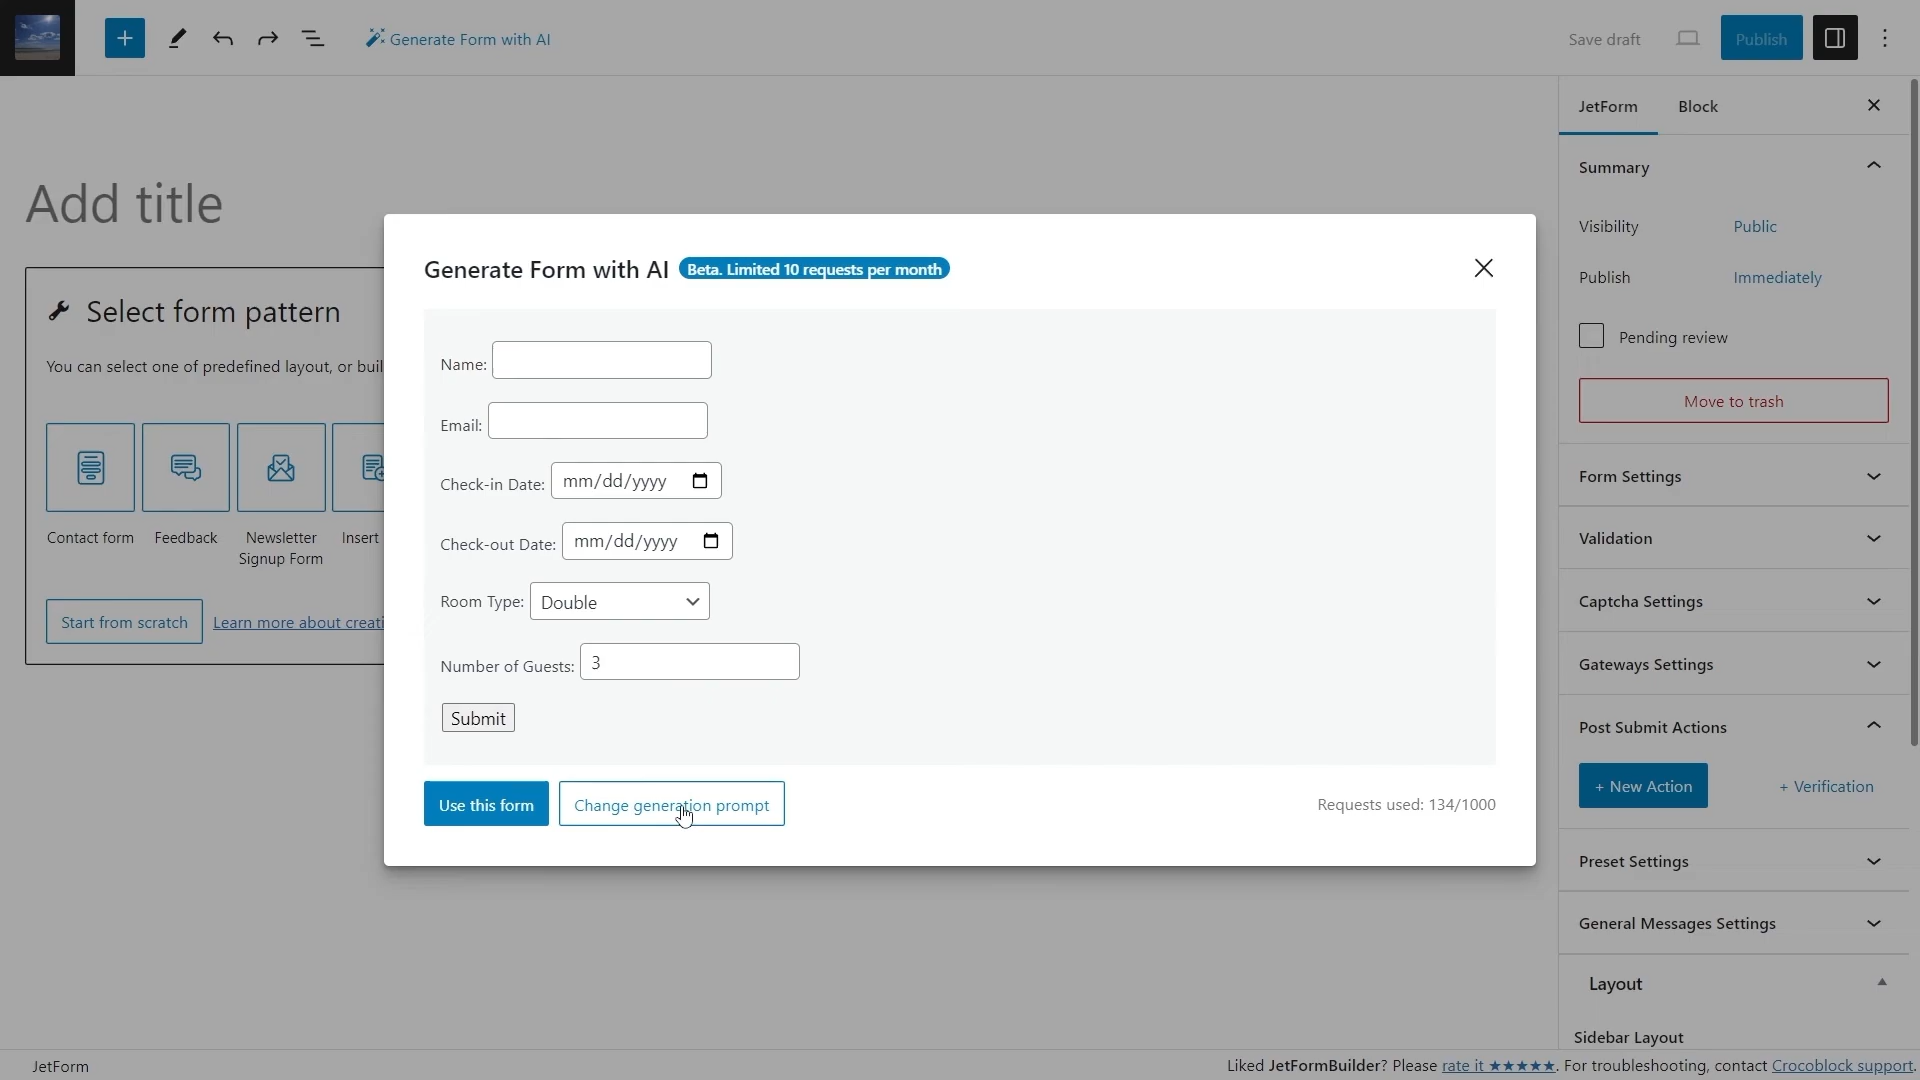 Generate Form with AI
Save draft
Publish
Add title
Select form pattern
You can select one of predefined layout, or buil
Contact form
Feedback
Newsletter
Signup Form
Insert
Start from scratch
Learn more about creati
Generate Form with AI
Beta. Limited 10 requests per month
Name:
Email:
Check-in Date: mm/dd/yyyy
Check-out Date: mm/dd/yyyy
Room Type: Double
Number of Guests: 3
Submit
Use this form
Change generation prompt
Requests used: 134/1000
JetForm
Block
Summary
Visibility
Public
Publish
Immediately
Pending review
Move to trash
Form Settings
Validation
Captcha Settings
Gateways Settings
Post Submit Actions
+ New Action
+ Verification
Preset Settings
General Messages Settings
Layout
Sidebar Layout
JetForm
Liked JetFormBuilder? Please rate it ★★★★★. For troubleshooting, contact Crocoblock support.